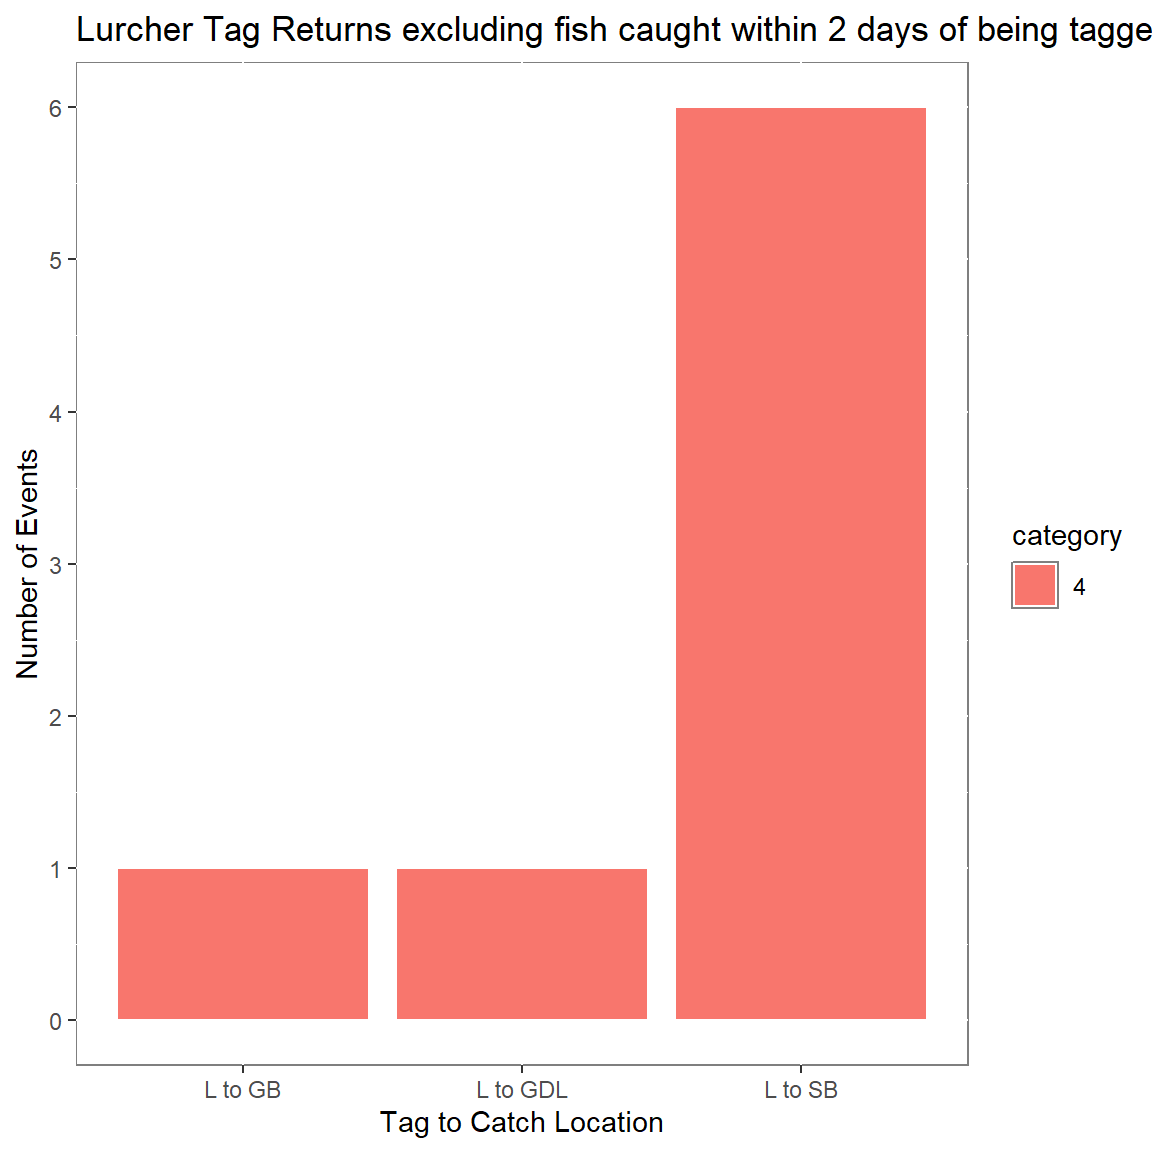 Lurcher Tag Returns excluding fish caught within 2 days of being tagge
6
5
4
3
2
1
0
Number of Events
L to GB
L to GDL
L to SB
Tag to Catch Location
category
4